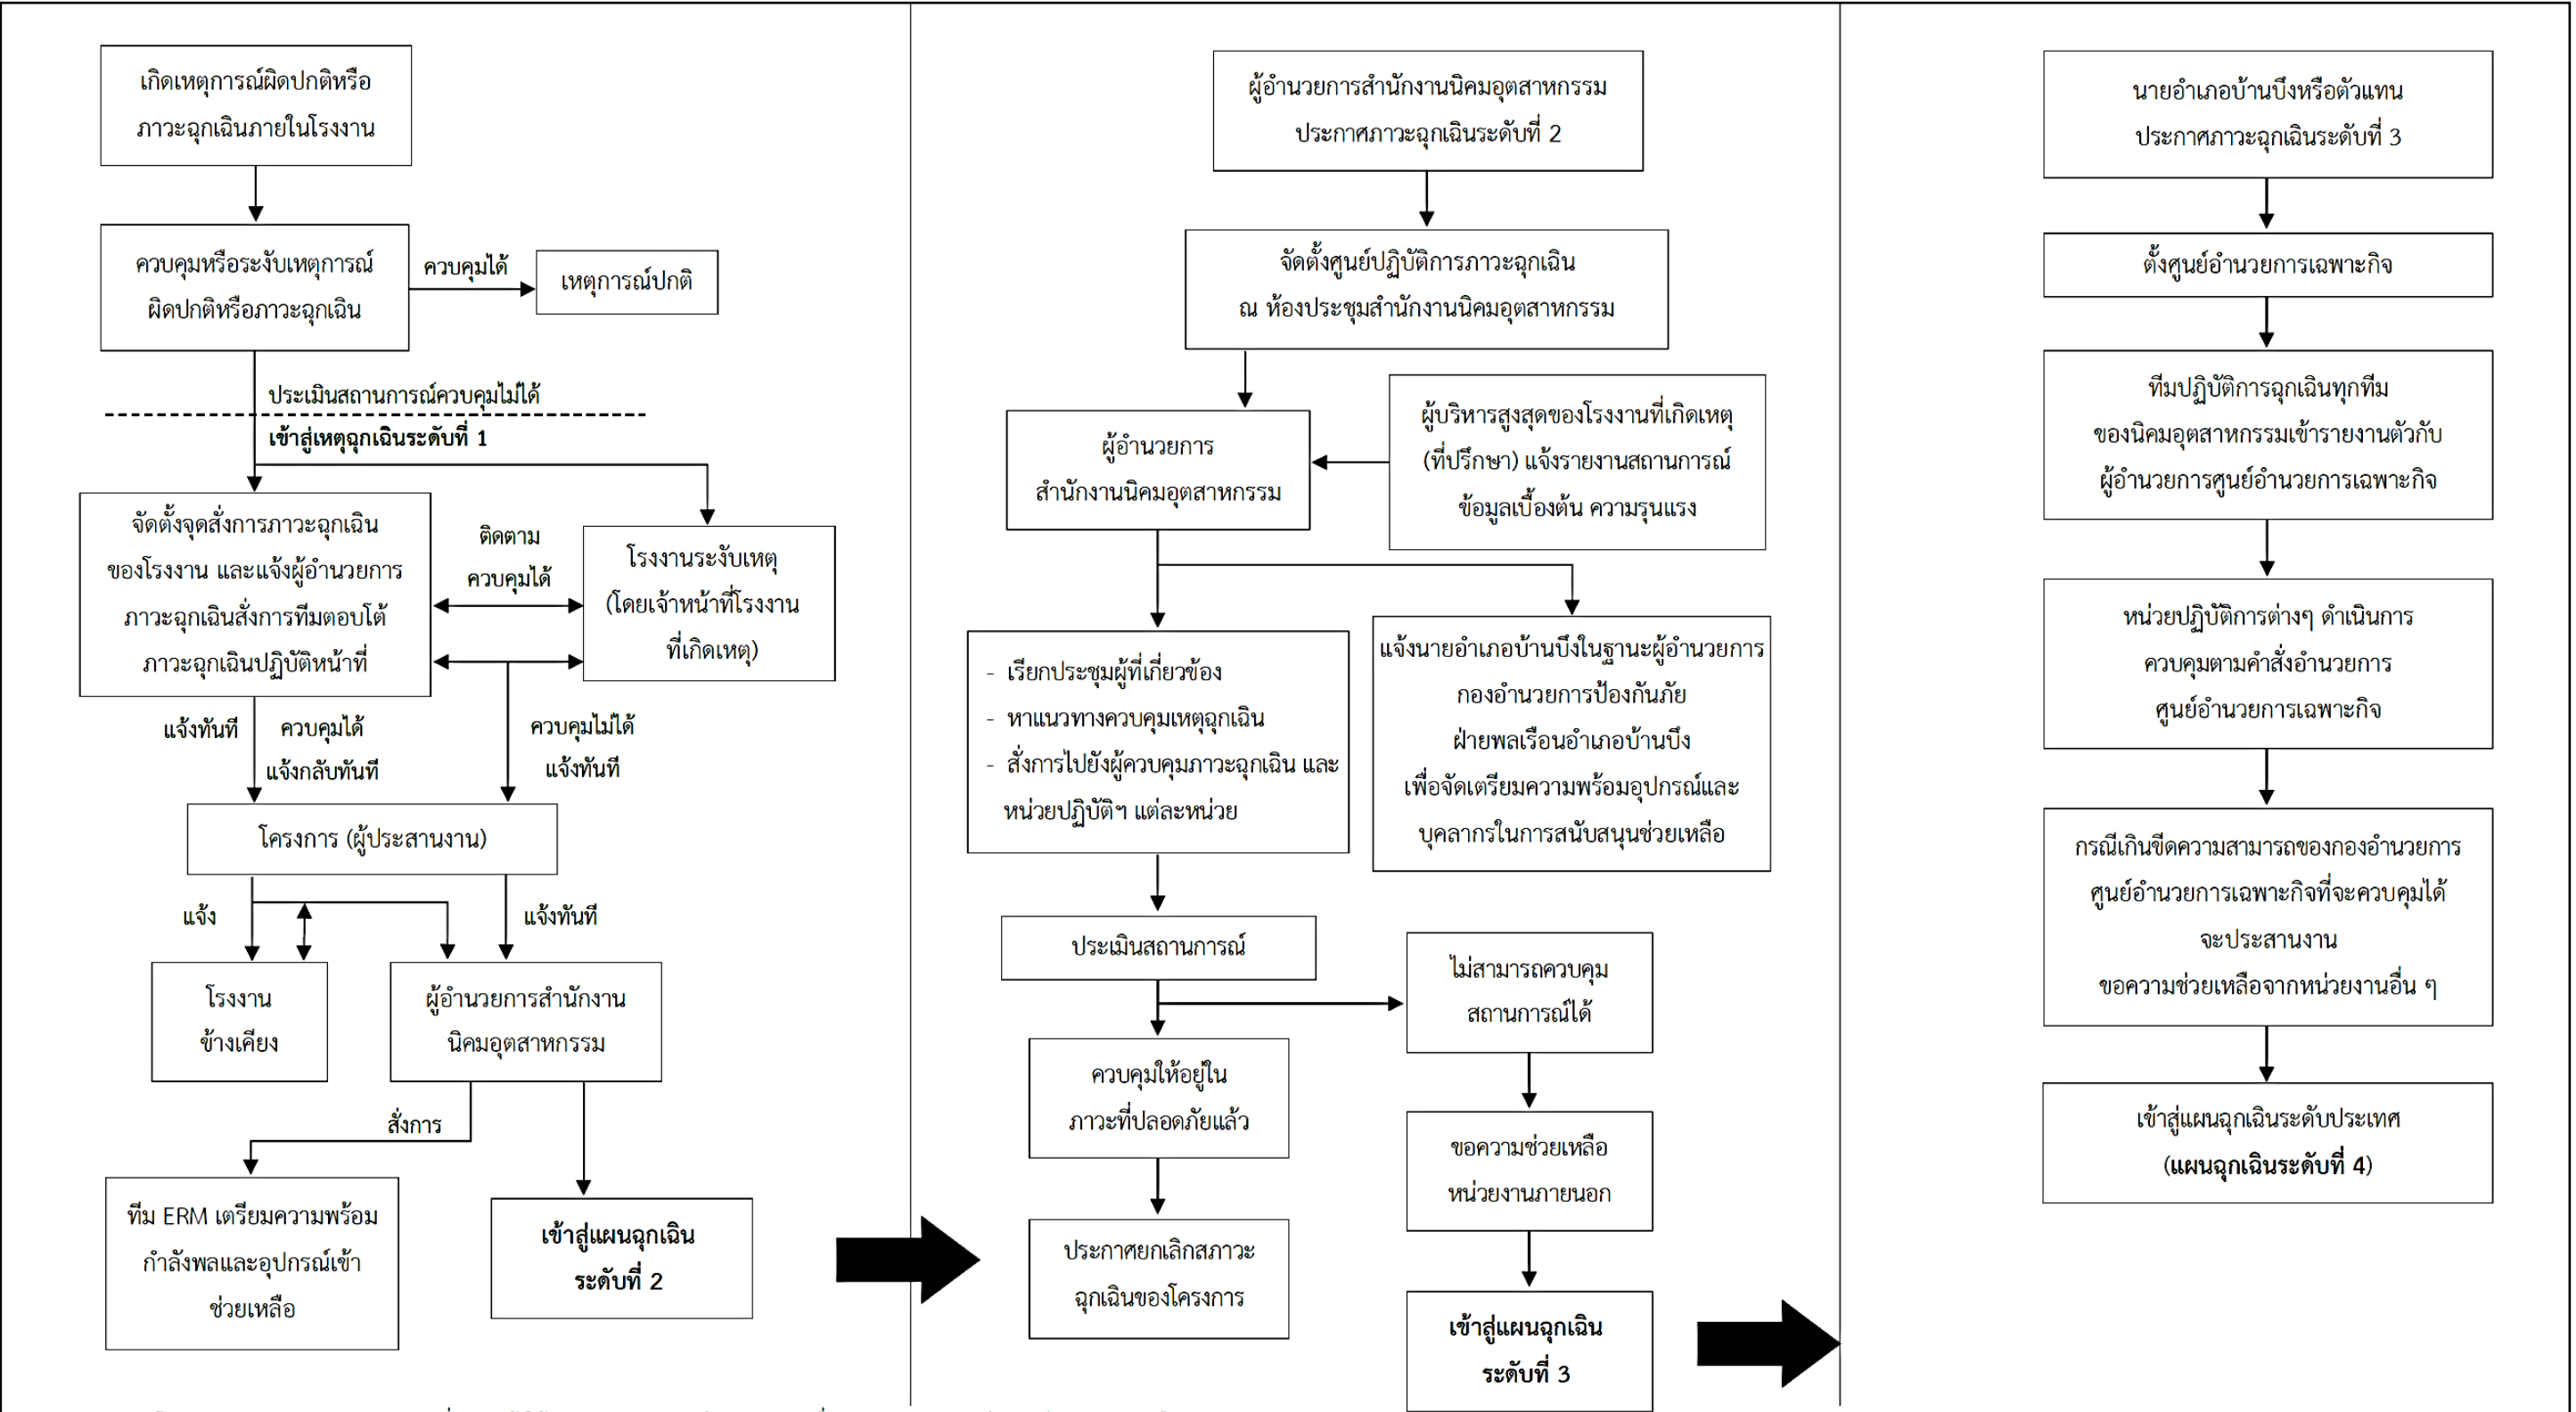 เกิดเหตุการณ์ผิดปกติหรือ
ภาวะฉุกเฉินภายในโรงงาน
ควบคุมหรือระงับเหตุการณ์
ผิดปกติหรือภาวะฉุกเฉิน
ควบคุมได้
เหตุการณ์ปกติ
ประเมินสถานการณ์ควบคุมไม่ได้
เข้าสู่เหตุฉุกเฉินระดับที่ 1
จัดตั้งจุดสั่งการภาวะฉุกเฉิน
ของโรงงาน และแจ้งผู้อำนวยการ
ภาวะฉุกเฉินสั่งการทีมตอบโต้
ภาวะฉุกเฉินปฏิบัติหน้าที่
ติดตาม
ควบคุมได้
โรงงานระงับเหตุ
(โดยเจ้าหน้าที่โรงงาน
ที่เกิดเหตุ)
แจ้งทันที
ควบคุมได้
แจ้งกลับทันที
ควบคุมไม่ได้
แจ้งทันที
โครงการ (ผู้ประสานงาน)
แจ้ง
แจ้งทันที
โรงงาน
ข้างเคียง
ผู้อำนวยการสำนักงาน
นิคมอุตสาหกรรม
สั่งการ
ทีม ERM เตรียมความพร้อม
กำลังพลและอุปกรณ์เข้า
ช่วยเหลือ
เข้าสู่แผนฉุกเฉิน
ระดับที่ 2
ผู้อำนวยการสำนักงานนิคมอุตสาหกรรม
ประกาศภาวะฉุกเฉินระดับที่ 2
จัดตั้งศูนย์ปฏิบัติการภาวะฉุกเฉิน
ณ ห้องประชุมสำนักงานนิคมอุตสาหกรรม
ผู้อำนวยการ
สำนักงานนิคมอุตสาหกรรม
ผู้บริหารสูงสุดของโรงงานที่เกิดเหตุ
(ที่ปรึกษา) แจ้งรายงานสถานการณ์
ข้อมูลเบื้องต้น ความรุนแรง
- เรียกประชุมผู้ที่เกี่ยวข้อง
- หาแนวทางควบคุมเหตุฉุกเฉิน
- สั่งการไปยังผู้ควบคุมภาวะฉุกเฉิน และ
หน่วยปฏิบัติฯ แต่ละหน่วย
แจ้งนายอำเภอบ้านบึงในฐานะผู้อำนวยการ
กองอำนวยการป้องกันภัย
ฝ่ายพลเรือนอำเภอบ้านบึง
เพื่อจัดเตรียมความพร้อมอุปกรณ์และ
บุคลากรในการสนับสนุนช่วยเหลือ
ประเมินสถานการณ์
ไม่สามารถควบคุม
สถานการณ์ได้
ควบคุมให้อยู่ใน
ภาวะที่ปลอดภัยแล้ว
ขอความช่วยเหลือ
หน่วยงานภายนอก
ประกาศยกเลิกสภาวะ
ฉุกเฉินของโครงการ
เข้าสู่แผนฉุกเฉิน
ระดับที่ 3
นายอำเภอบ้านบึงหรือตัวแทน
ประกาศภาวะฉุกเฉินระดับที่ 3
ตั้งศูนย์อำนวยการเฉพาะกิจ
ทีมปฏิบัติการฉุกเฉินทุกทีม
ของนิคมอุตสาหกรรมเข้ารายงานตัวกับ
ผู้อำนวยการศูนย์อำนวยการเฉพาะกิจ
หน่วยปฏิบัติการต่างๆ ดำเนินการ
ควบคุมตามคำสั่งอำนวยการ
ศูนย์อำนวยการเฉพาะกิจ
กรณีเกินขีดความสามารถของกองอำนวยการ
ศูนย์อำนวยการเฉพาะกิจที่จะควบคุมได้
จะประสานงาน
ขอความช่วยเหลือจากหน่วยงานอื่น ๆ
เข้าสู่แผนฉุกเฉินระดับประเทศ
(แผนฉุกเฉินระดับที่ 4)